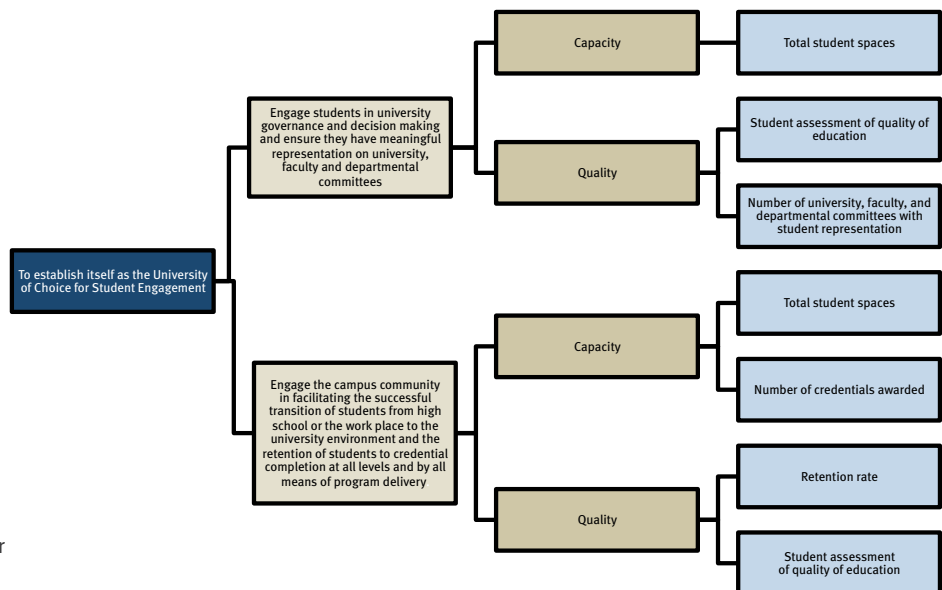 To establish itself as the University
of Choice for Student Engagement
Engage students in university
governance and decision making
and ensure they have meaningful
representation on university,
faculty and departmental
committees
Capacity
Total student spaces
Quality
Student assessment of quality of
education
Number of university, faculty, and
departmental committees with
student representation
Engage the campus community
in facilitating the successful
transition of students from high
school or the work place to the
university environment and the
retention of students to credential
completion at all levels and by all
means of program delivery
Capacity
Total student spaces
Number of credentials awarded
Quality
Retention rate
Student assessment
of quality of education
r